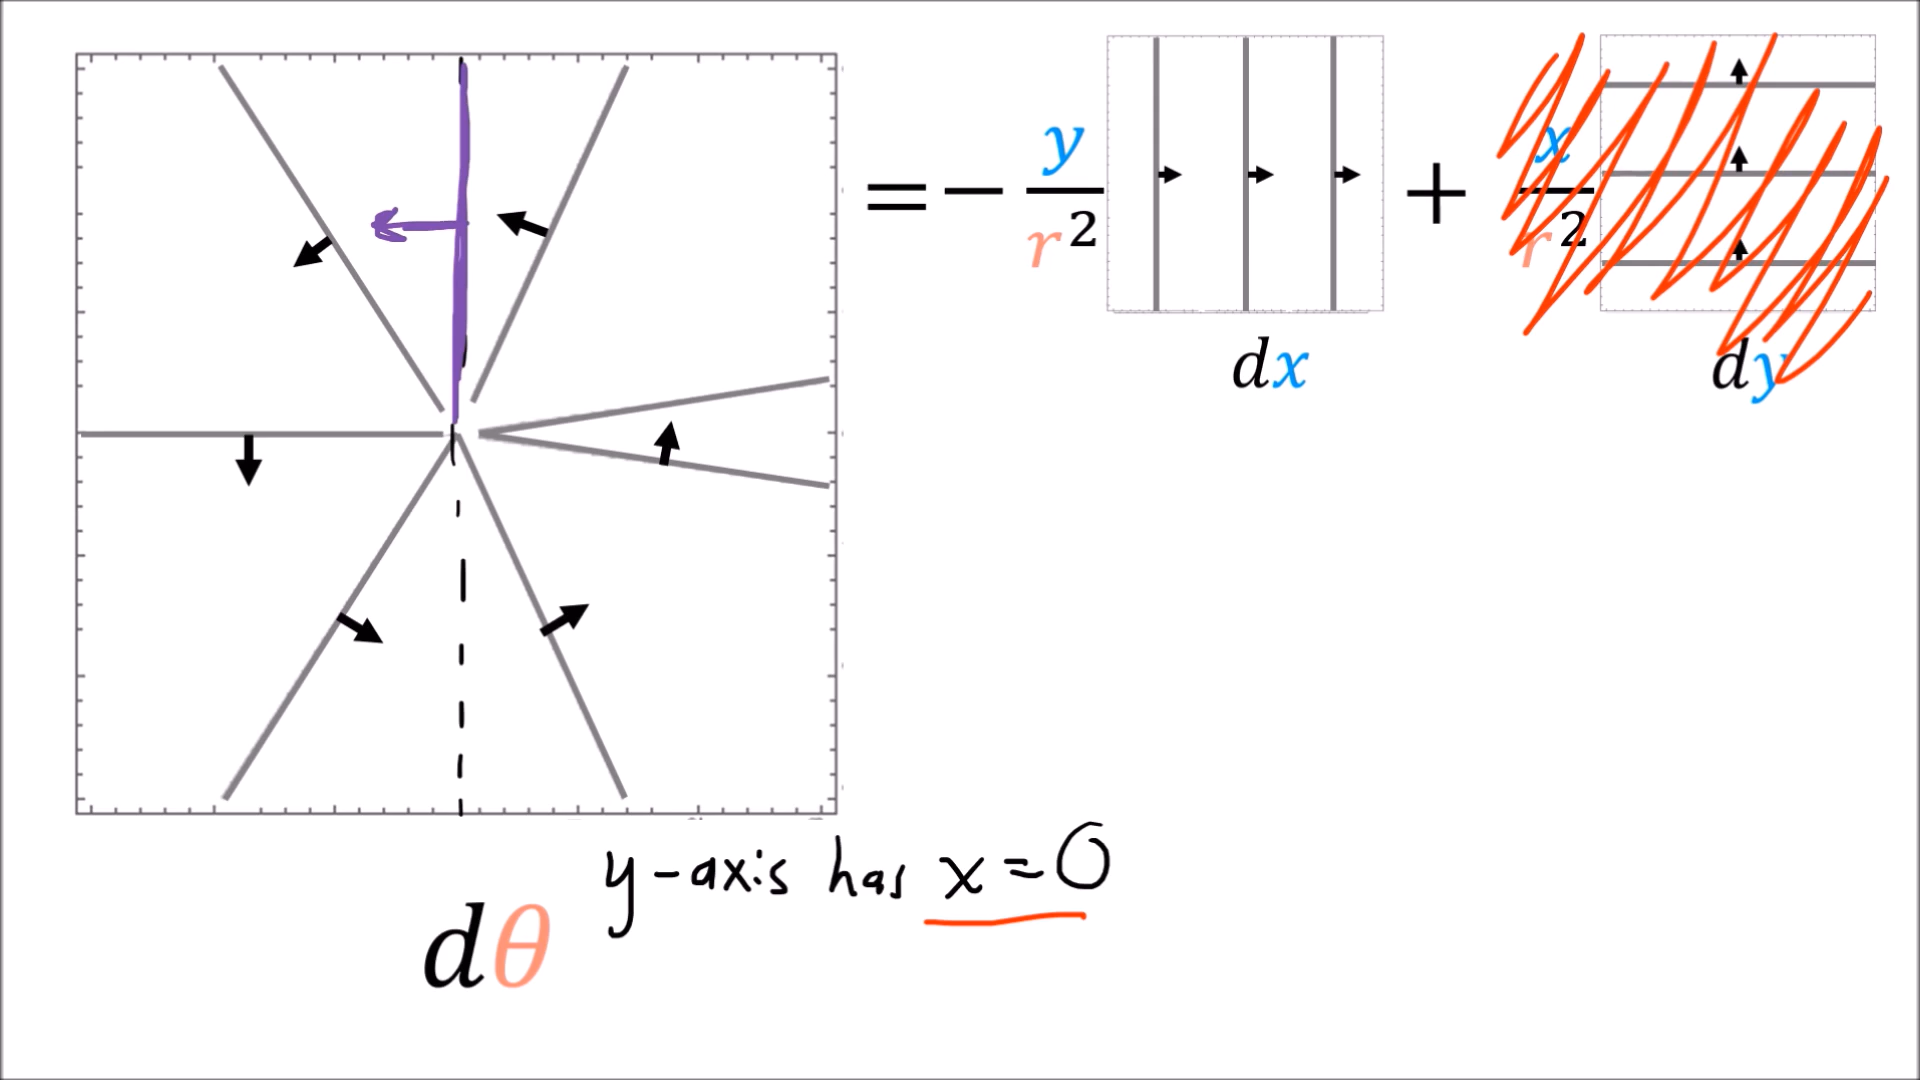 = − y/r² dx + x/r² dy
y-axis has x = 0
dθ